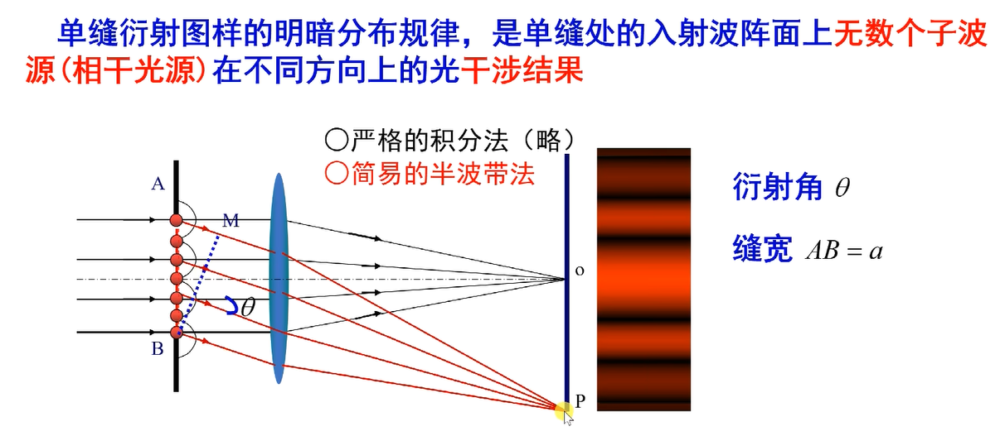 单缝衍射图样的明暗分布规律，是单缝处的入射波阵面上无数个子波
源(相干光源)在不同方向上的光干涉结果
〇严格的积分法（略）
〇简易的半波带法
A
M
衍射角 θ
缝宽 AB = a
o
θ
B
P